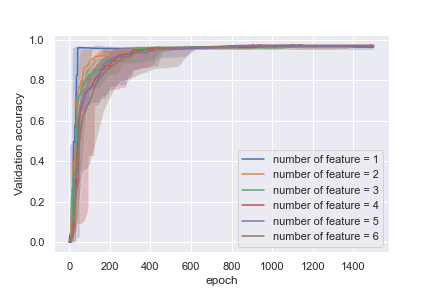 1.0
0.8
0.6
0.4
0.2
0.0
Validation accuracy
number of feature = 1
number of feature = 2
number of feature = 3
number of feature = 4
number of feature = 5
number of feature = 6
0 200 400 600 800 1000 1200 1400
epoch